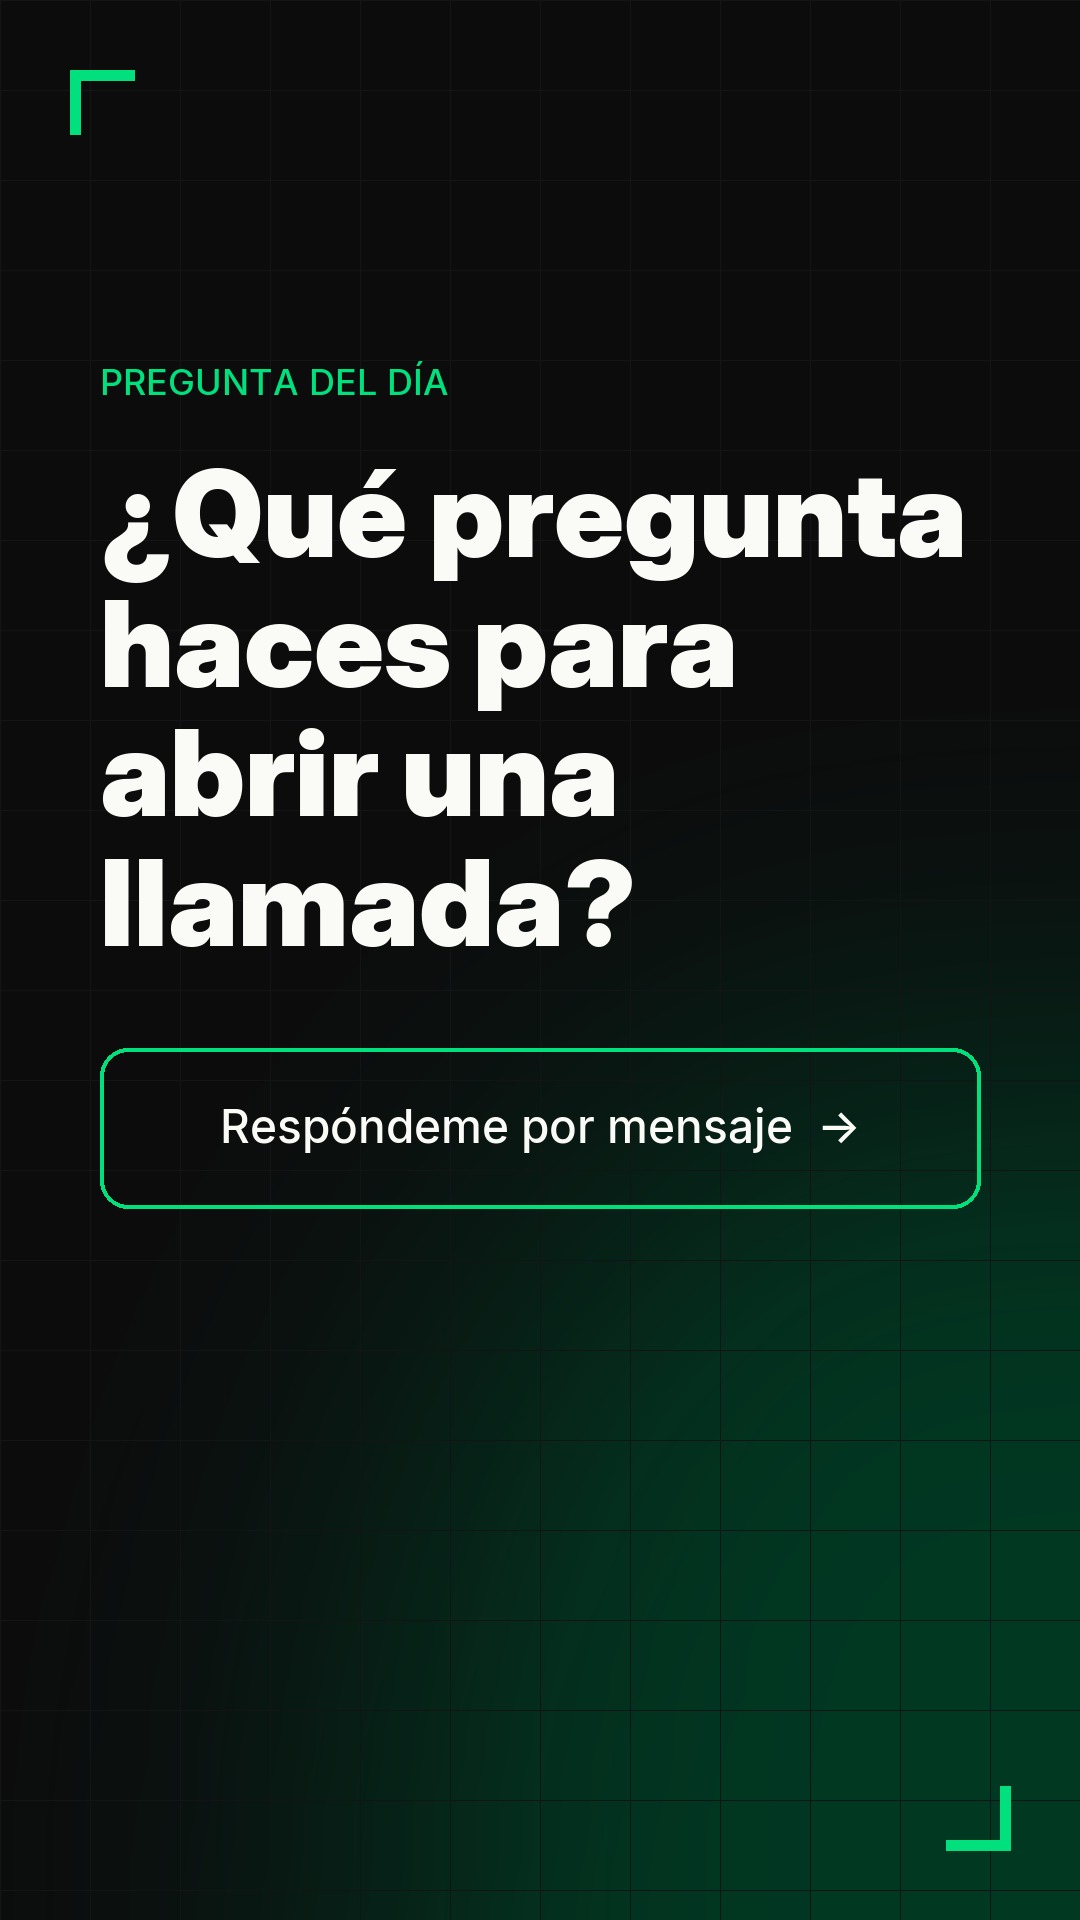 PREGUNTA DEL DÍA
¿Qué pregunta
haces para
abrir una
llamada?
Respóndeme por mensaje →